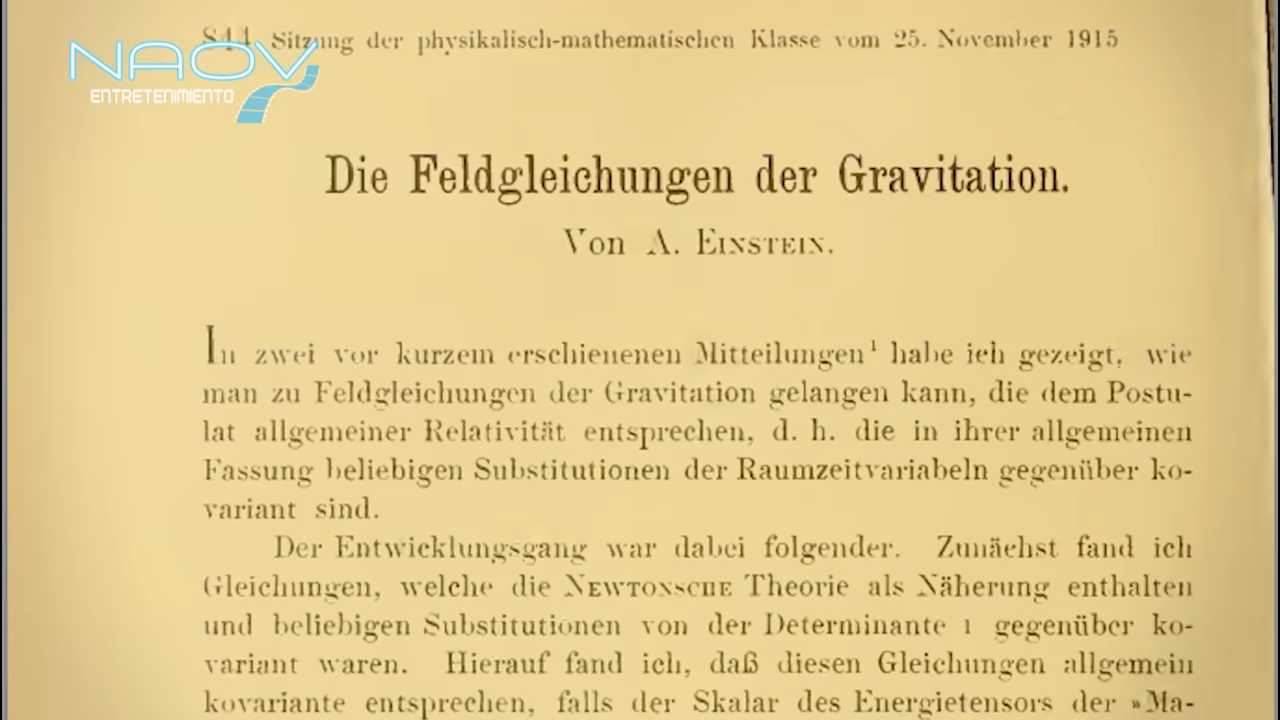 844 Sitzung der physikalisch-mathematischen Klasse vom 25. November 1915
NAOV
ENTRETENIMIENTO
Die Feldgleichungen der Gravitation.
Von A. EINSTEIN.
In zwei vor kurzem erschienenen Mitteilungen¹ habe ich gezeigt, wie
man zu Feldgleichungen der Gravitation gelangen kann, die dem Postu-
lat allgemeiner Relativität entsprechen, d. h. die in ihrer allgemeinen
Fassung beliebigen Substitutionen der Raumzeitvariabeln gegenüber ko-
variant sind.
Der Entwicklungsgang war dabei folgender. Zunächst fand ich
Gleichungen, welche die NEWTONSCHE Theorie als Näherung enthalten
und beliebigen Substitutionen von der Determinante 1 gegenüber ko-
variant waren. Hierauf fand ich, daß diesen Gleichungen allgemein
kovariante entsprechen, falls der Skalar des Energietensors der »Ma-